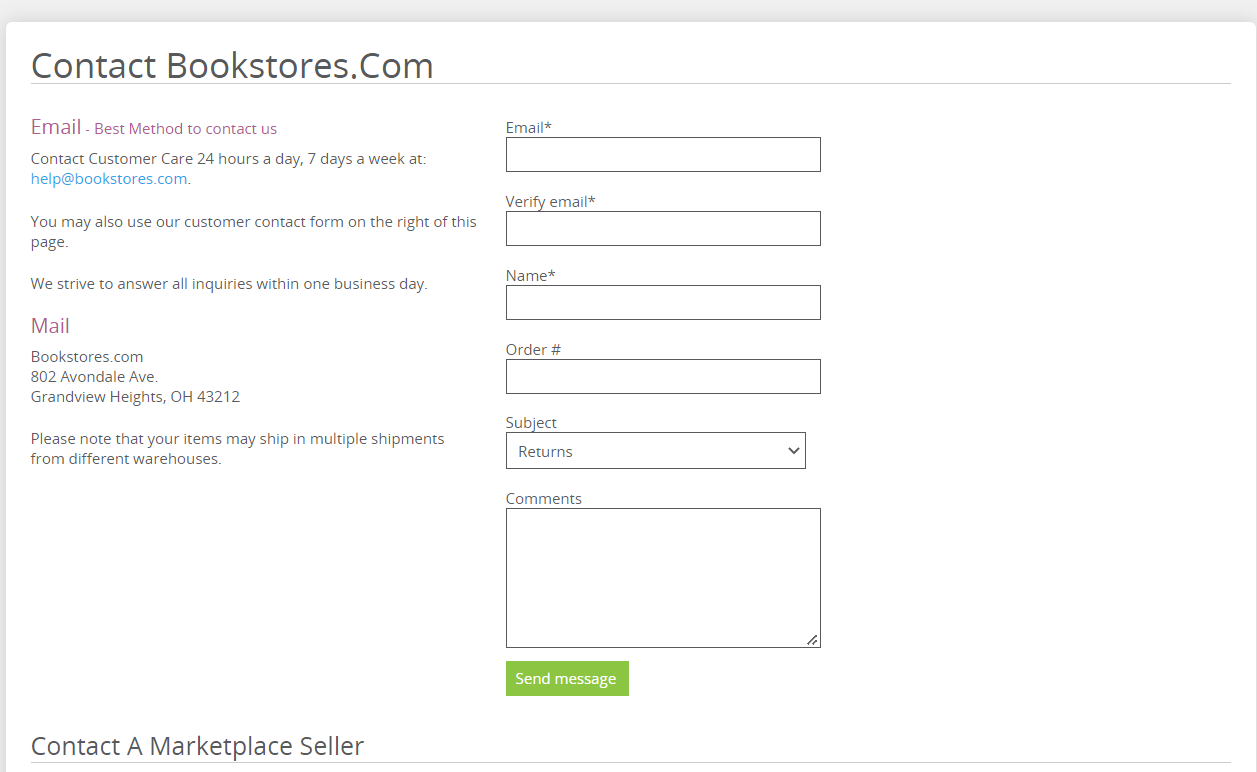 Contact Bookstores.Com
Email - Best Method to contact us
Contact Customer Care 24 hours a day, 7 days a week at:
help@bookstores.com.
You may also use our customer contact form on the right of this
page.
We strive to answer all inquiries within one business day.
Mail
Bookstores.com
802 Avondale Ave.
Grandview Heights, OH 43212
Please note that your items may ship in multiple shipments
from different warehouses.
Email*
Verify email*
Name*
Order #
Subject
Returns
Comments
Send message
Contact A Marketplace Seller